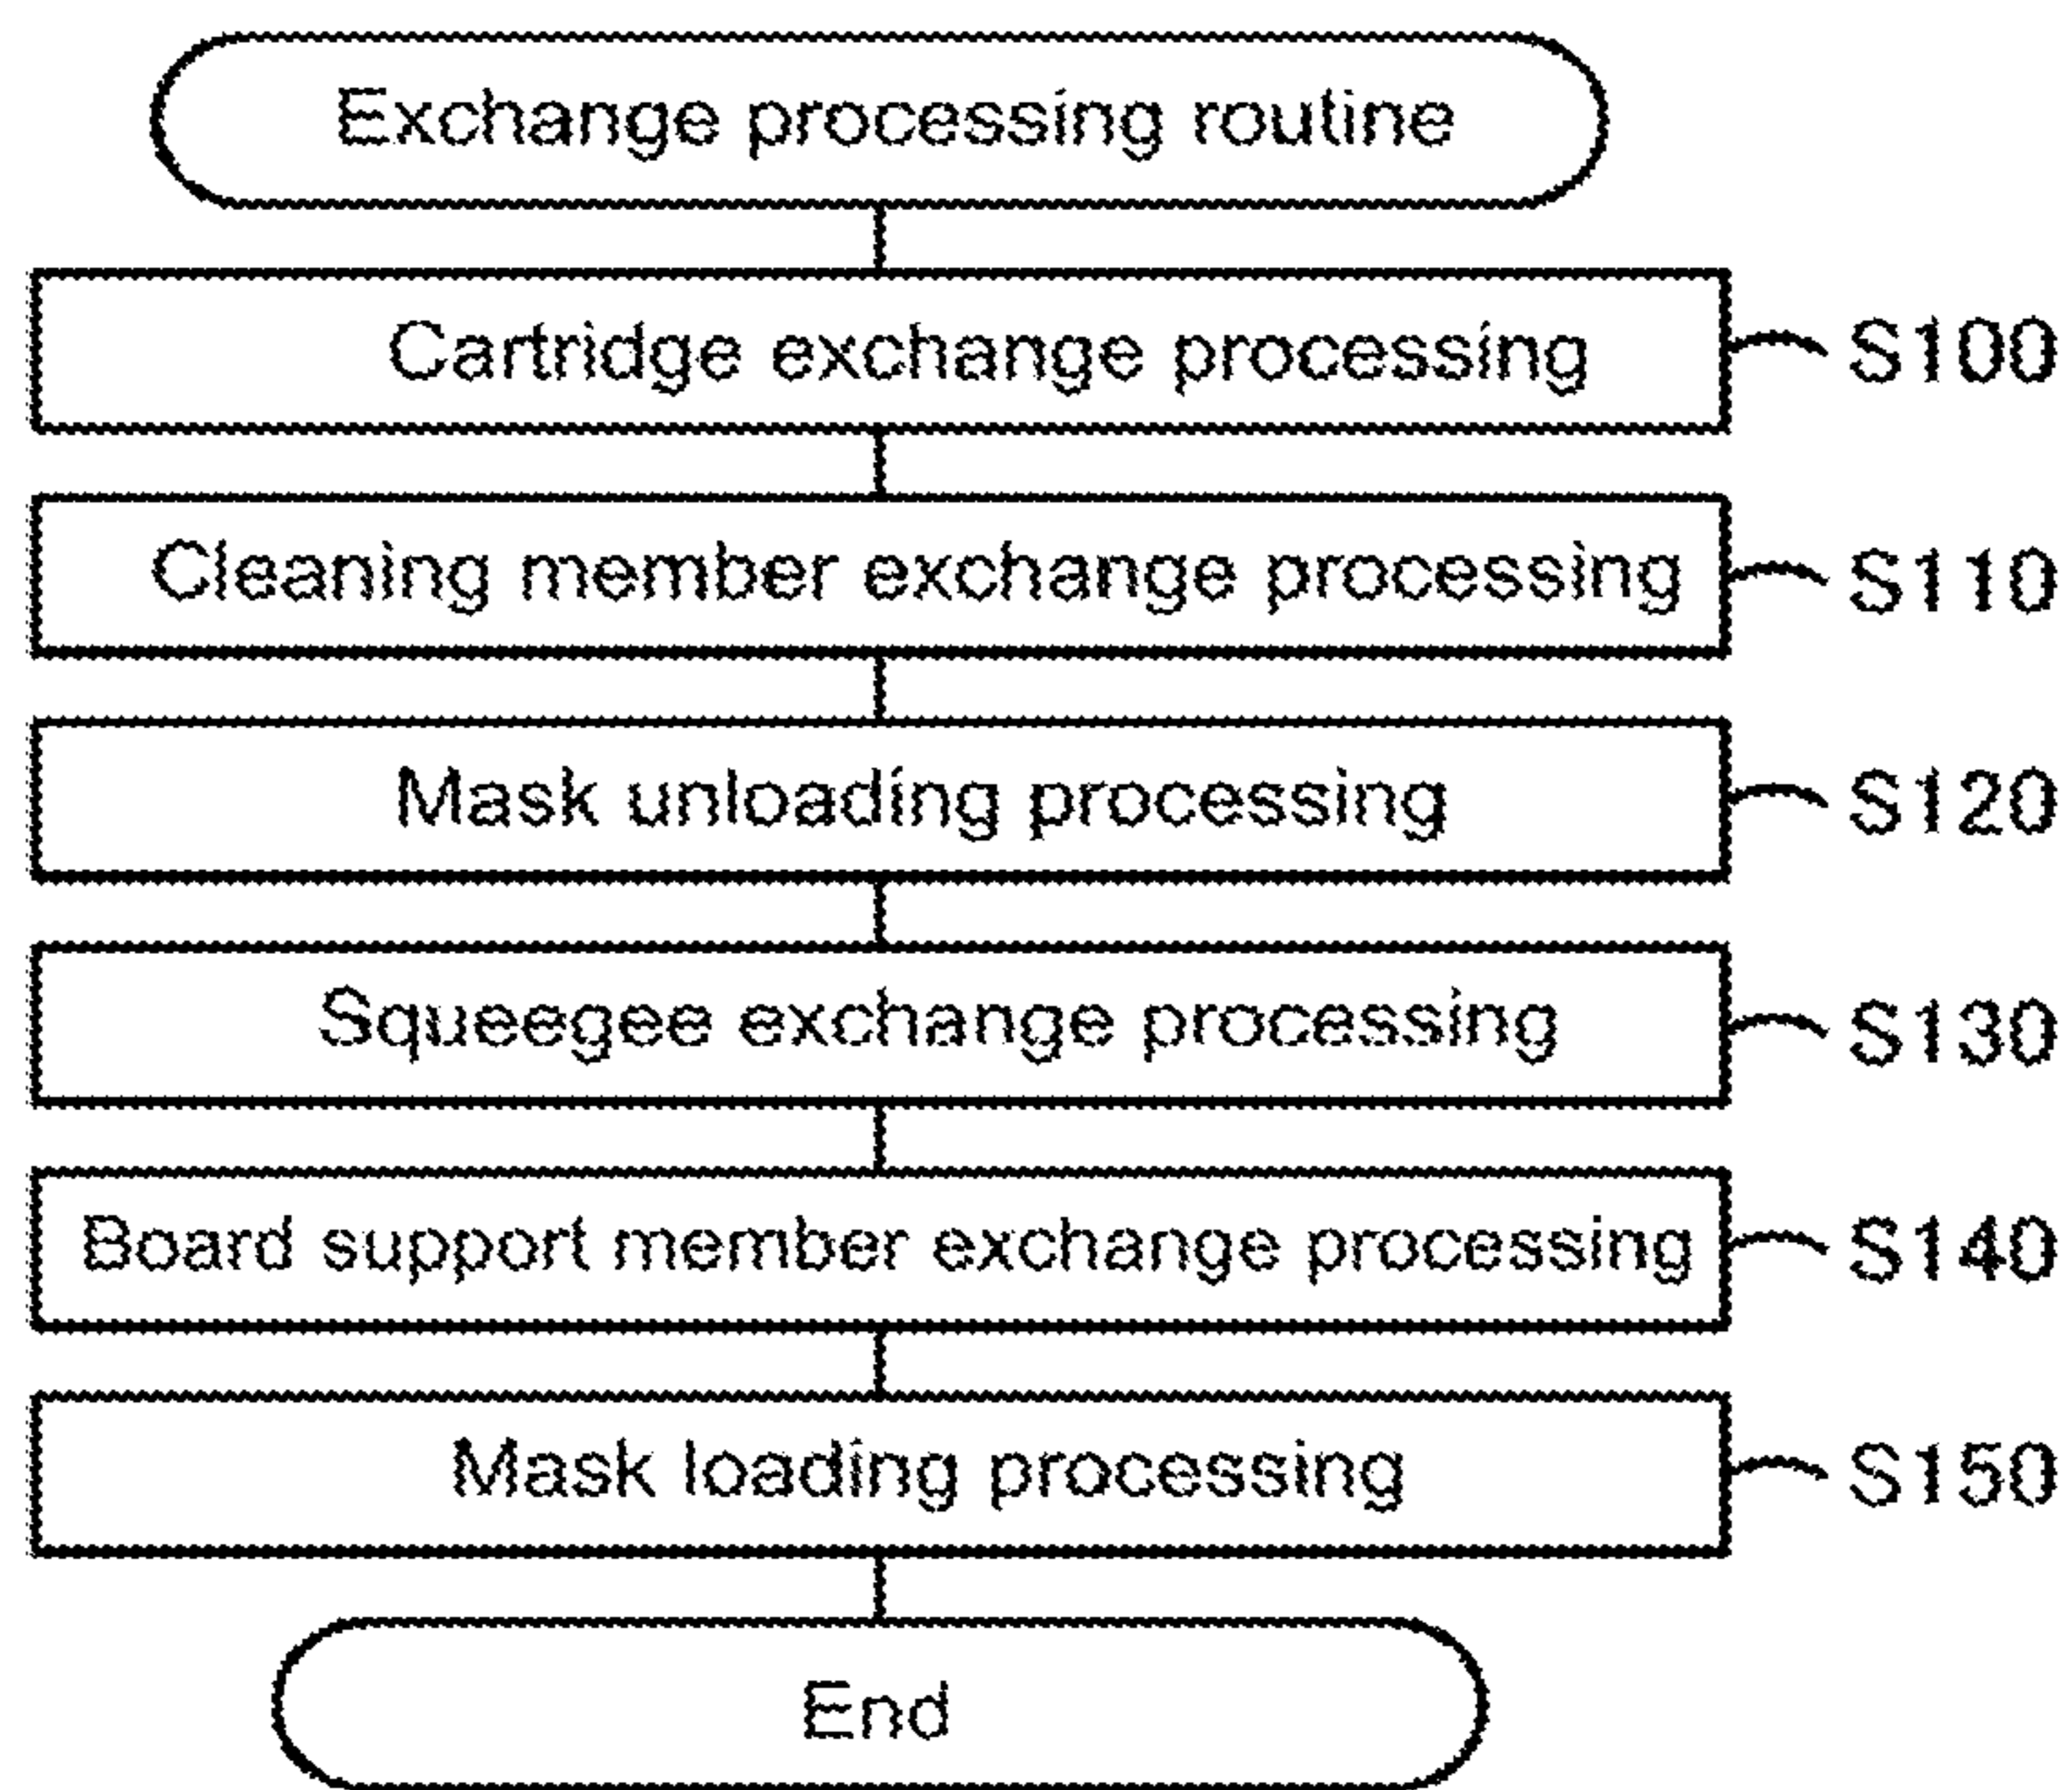 Exchange processing routine
Cartridge exchange processing S100
Cleaning member exchange processing S110
Mask unloading processing S120
Squeegee exchange processing S130
Board support member exchange processing S140
Mask loading processing S150
End